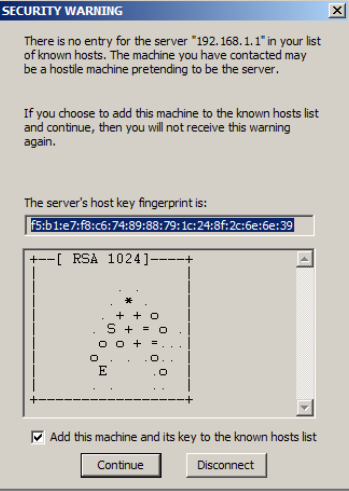 SECURITY WARNING
There is no entry for the server "192.168.1.1" in your list
of known hosts. The machine you have contacted may
be a hostile machine pretending to be the server.
If you choose to add this machine to the known hosts list
and continue, then you will not receive this warning
again.
The server's host key fingerprint is:
f5:b1:e7:f8:c6:74:89:88:79:1c:24:8f:2c:6e:6e:39
+--[ RSA 1024]----+
|                 |
|      . .        |
|       * .       |
|      . + + o    |
|     . S + = o . |
|      o o + =... |
|     o . . .o..  |
|      E     .o   |
|     .   . . ..  |
+-----------------+
Add this machine and its key to the known hosts list
Continue Disconnect